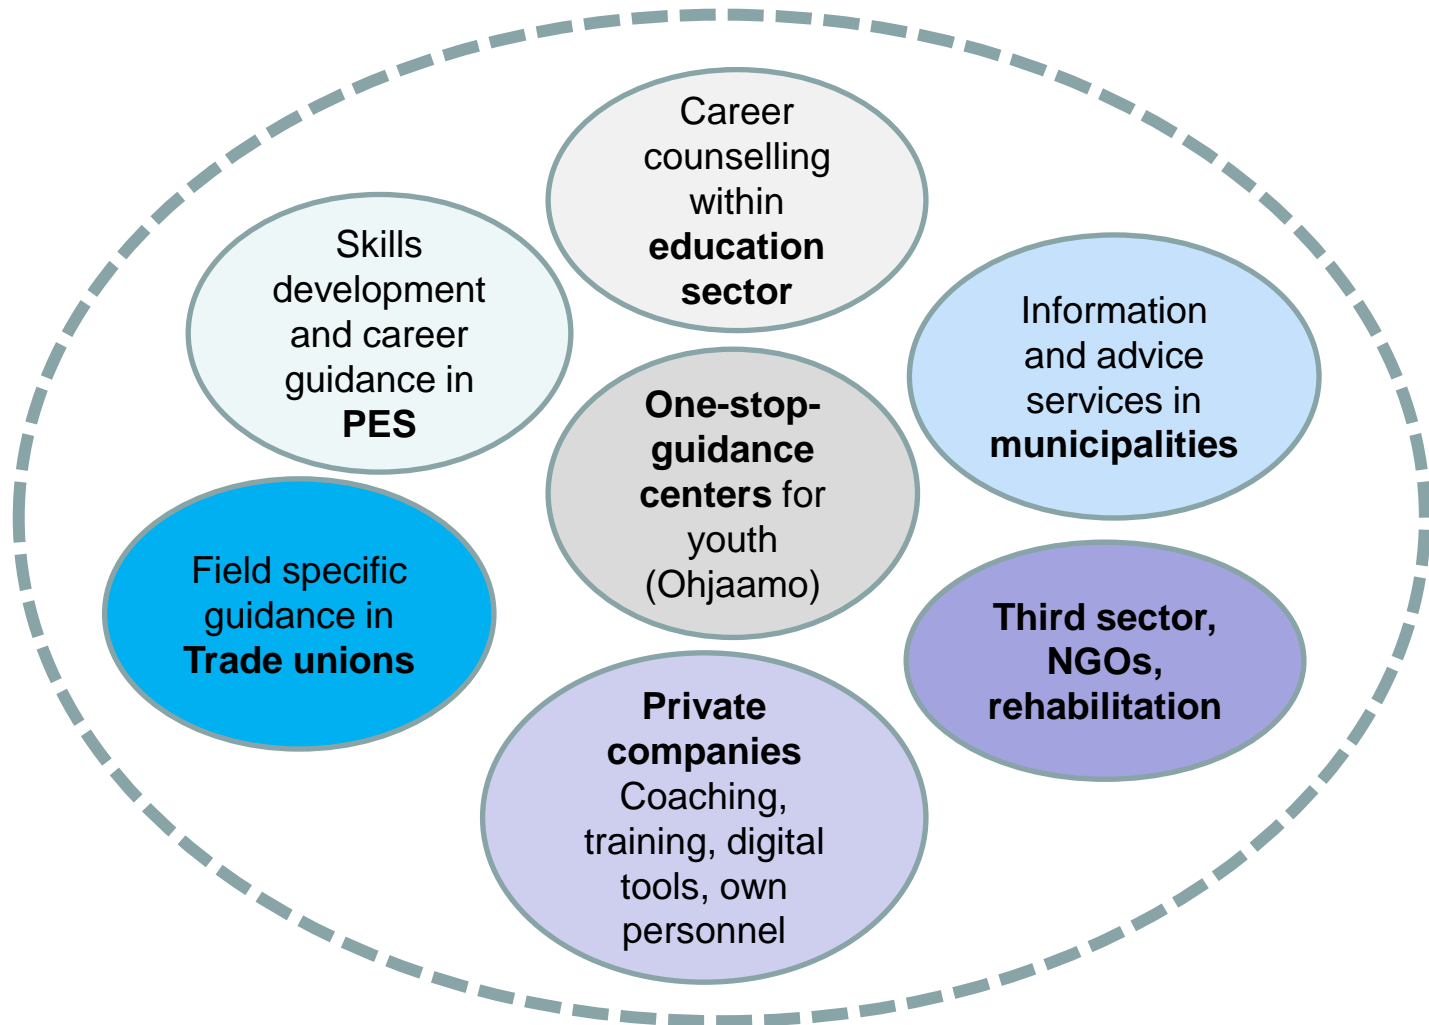 Career
counselling
within
education
sector
Skills
development
and career
guidance in
PES
Information
and advice
services in
municipalities
One-stop-
guidance
centers for
youth
(Ohjaamo)
Field specific
guidance in
Trade unions
Third sector,
NGOs,
rehabilitation
Private
companies
Coaching,
training, digital
tools, own
personnel